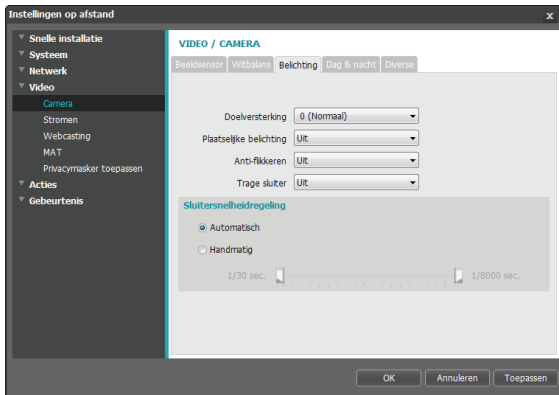 Instellingen op afstand
x
Snelle installatie
Systeem
Netwerk
Video
Camera
Stromen
Webcasting
MAT
Privacymasker toepassen
Acties
Gebeurtenis
VIDEO / CAMERA
Beeldsensor Witbalans Belichting Dag & nacht Diverse
Doelversterking 0 (Normaal)
Plaatselijke belichting Uit
Anti-flikkeren Uit
Trage sluiter Uit
Sluitersnelheidregeling
Automatisch
Handmatig
1/30 sec. 1/8000 sec.
OK Annuleren Toepassen